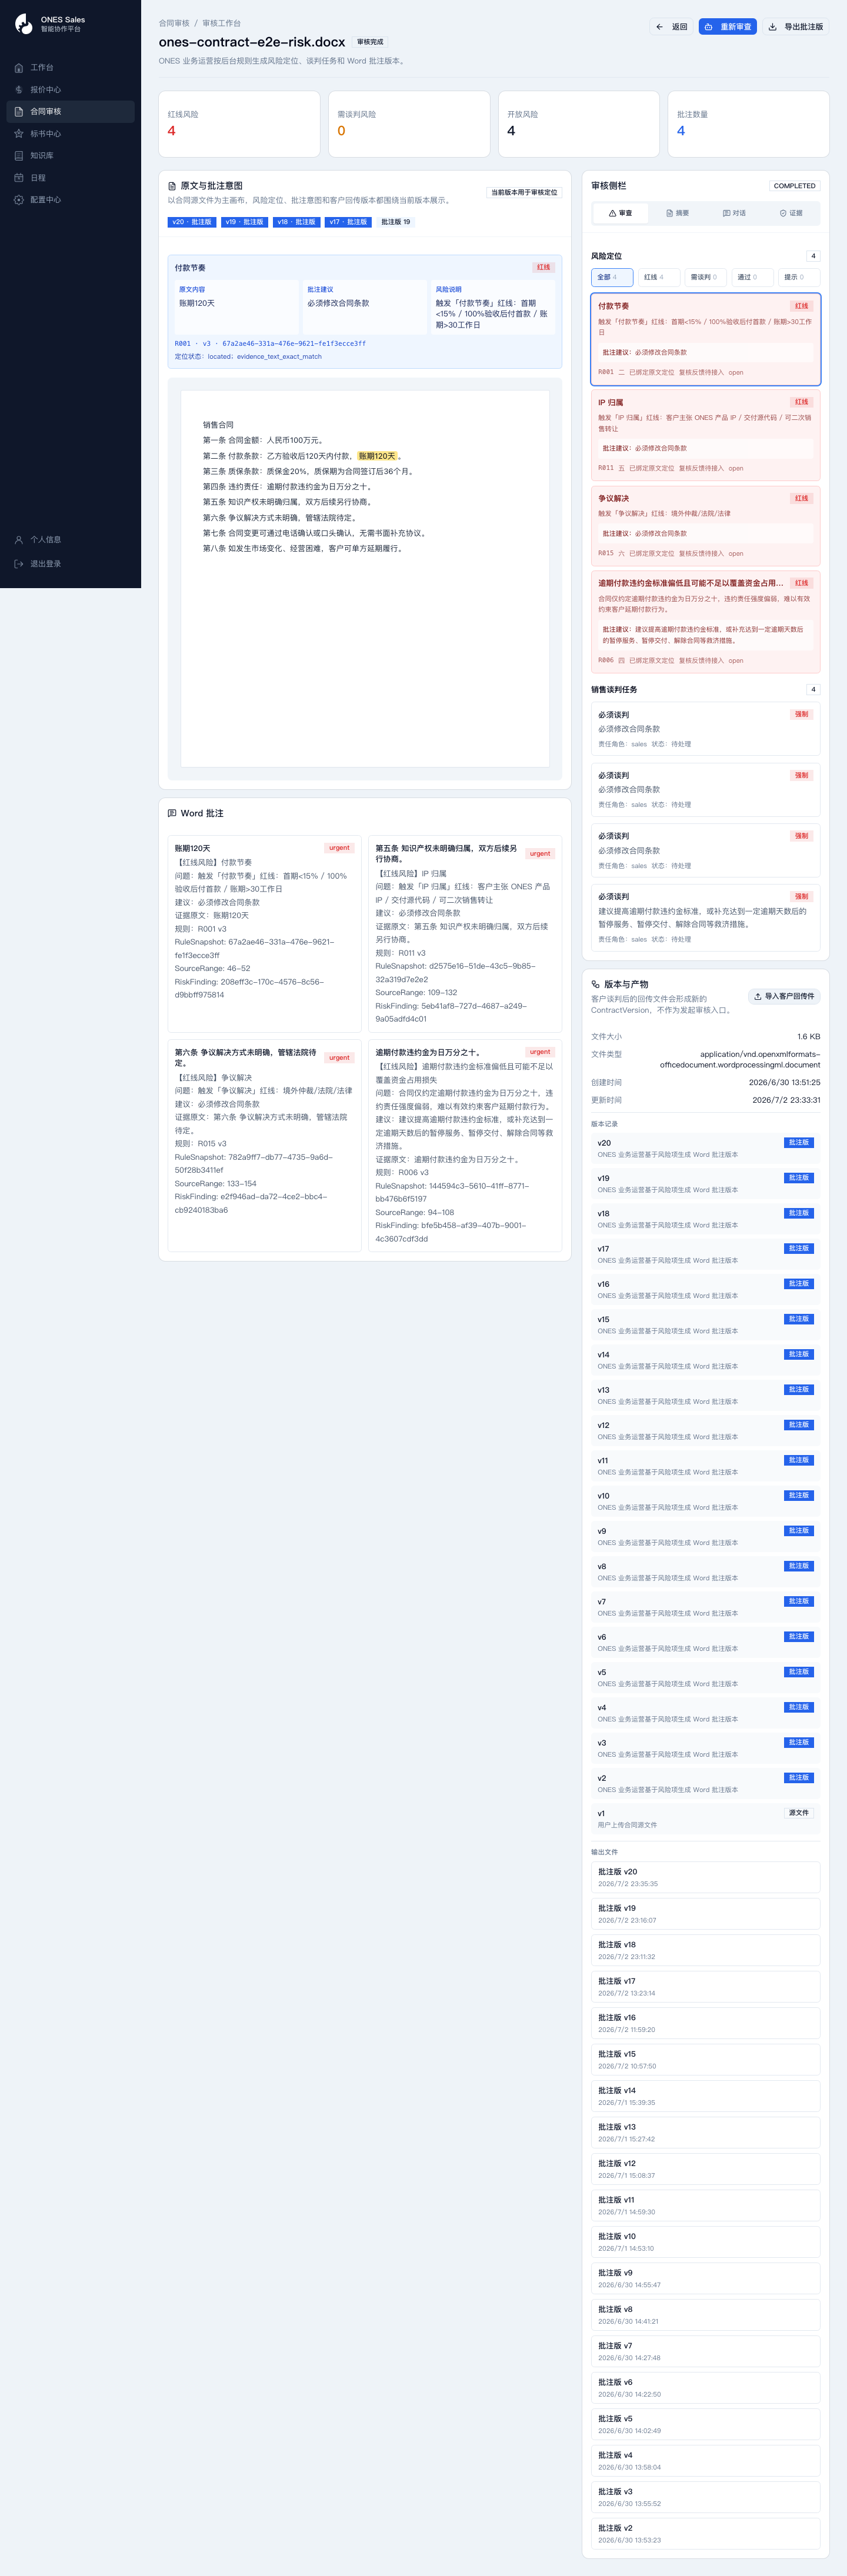 ONES Sales
智能协作平台
工作台
报价中心
合同审核
标书中心
知识库
日程
配置中心
个人信息
退出登录
合同审核 / 审核工作台
ones-contract-e2e-risk.docx 审核完成
ONES 业务运营按后台规则生成风险定位、谈判任务和 Word 批注版本。
返回
重新审查
导出批注版
红线风险
4
需谈判风险
0
开放风险
4
批注数量
4
原文与批注意图
以合同源文件为主画布，风险定位、批注意图和客户回传版本都围绕当前版本展示。
当前版本用于审核定位
v20 · 批注版
v19 · 批注版
v18 · 批注版
v17 · 批注版
批注版 19
付款节奏
红线
原文内容
账期120天
批注建议
必须修改合同条款
风险说明
触发「付款节奏」红线：首期
<15% / 100%验收后付首款 / 账
期>30工作日
R001 · v3 · 67a2ae46-331a-476e-9621-fe1f3ecce3ff
定位状态：located；evidence_text_exact_match
销售合同
第一条 合同金额：人民币100万元。
第二条 付款条款：乙方验收后120天内付款，账期120天。
第三条 质保条款：质保金20%，质保期为合同签订后36个月。
第四条 违约责任：逾期付款违约金为日万分之十。
第五条 知识产权未明确归属，双方后续另行协商。
第六条 争议解决方式未明确，管辖法院待定。
第七条 合同变更可通过电话确认或口头确认，无需书面补充协议。
第八条 如发生市场变化、经营困难，客户可单方延期履行。
Word 批注
账期120天
urgent
【红线风险】付款节奏
问题：触发「付款节奏」红线：首期<15% / 100%
验收后付首款 / 账期>30工作日
建议：必须修改合同条款
证据原文：账期120天
规则：R001 v3
RuleSnapshot: 67a2ae46-331a-476e-9621-
fe1f3ecce3ff
SourceRange: 46-52
RiskFinding: 208eff3c-170c-4576-8c56-
d9bbff975814
第五条 知识产权未明确归属，双方后续另
行协商。
urgent
【红线风险】IP 归属
问题：触发「IP 归属」红线：客户主张 ONES 产品
IP / 交付源代码 / 可二次销售转让
建议：必须修改合同条款
证据原文：第五条 知识产权未明确归属，双方后续
另行协商。
规则：R011 v3
RuleSnapshot: d2575e16-51de-43c5-9b85-
32a319d7e2e2
SourceRange: 109-132
RiskFinding: 5eb41af8-727d-4687-a249-
9a05adfd4c01
第六条 争议解决方式未明确，管辖法院待
定。
urgent
【红线风险】争议解决
问题：触发「争议解决」红线：境外仲裁/法院/法律
建议：必须修改合同条款
证据原文：第六条 争议解决方式未明确，管辖法院
待定。
规则：R015 v3
RuleSnapshot: 782a9ff7-db77-4735-9a6d-
50f28b3411ef
SourceRange: 133-154
RiskFinding: e2f946ad-da72-4ce2-bbc4-
cb9240183ba6
逾期付款违约金为日万分之十。
urgent
【红线风险】逾期付款违约金标准偏低且可能不足以
覆盖资金占用损失
问题：合同仅约定逾期付款违约金为日万分之十，违
约责任强度偏弱，难以有效约束客户延期付款行为。
建议：建议提高逾期付款违约金标准，或补充达到一
定逾期天数后的暂停服务、暂停交付、解除合同等救
济措施。
证据原文：逾期付款违约金为日万分之十。
规则：R006 v3
RuleSnapshot: 144594c3-5610-41ff-8771-
bb476b6f5197
SourceRange: 94-108
RiskFinding: bfe5b458-af39-407b-9001-
4c3607cdf3dd
审核侧栏
COMPLETED
审查
摘要
对话
证据
风险定位
4
全部 4
红线 4
需谈判 0
通过 0
提示 0
付款节奏
红线
触发「付款节奏」红线：首期<15% / 100%验收后付首款 / 账期>30工作
日
批注建议：必须修改合同条款
R001 二 已绑定原文定位 复核反馈待接入 open
IP 归属
红线
触发「IP 归属」红线：客户主张 ONES 产品 IP / 交付源代码 / 可二次销
售转让
批注建议：必须修改合同条款
R011 五 已绑定原文定位 复核反馈待接入 open
争议解决
红线
触发「争议解决」红线：境外仲裁/法院/法律
批注建议：必须修改合同条款
R015 六 已绑定原文定位 复核反馈待接入 open
逾期付款违约金标准偏低且可能不足以覆盖资金占用...
红线
合同仅约定逾期付款违约金为日万分之十，违约责任强度偏弱，难以有效
约束客户延期付款行为。
批注建议：建议提高逾期付款违约金标准，或补充达到一定逾期天数后
的暂停服务、暂停交付、解除合同等救济措施。
R006 四 已绑定原文定位 复核反馈待接入 open
销售谈判任务
4
必须谈判
强制
必须修改合同条款
责任角色：sales 状态：待处理
必须谈判
强制
必须修改合同条款
责任角色：sales 状态：待处理
必须谈判
强制
必须修改合同条款
责任角色：sales 状态：待处理
必须谈判
强制
建议提高逾期付款违约金标准，或补充达到一定逾期天数后的
暂停服务、暂停交付、解除合同等救济措施。
责任角色：sales 状态：待处理
版本与产物
客户谈判后的回传文件会形成新的
ContractVersion，不作为发起审核入口。
导入客户回传件
文件大小
1.6 KB
文件类型
application/vnd.openxmlformats-
officedocument.wordprocessingml.document
创建时间
2026/6/30 13:51:25
更新时间
2026/7/2 23:33:31
版本记录
v20
批注版
ONES 业务运营基于风险项生成 Word 批注版本
v19
批注版
ONES 业务运营基于风险项生成 Word 批注版本
v18
批注版
ONES 业务运营基于风险项生成 Word 批注版本
v17
批注版
ONES 业务运营基于风险项生成 Word 批注版本
v16
批注版
ONES 业务运营基于风险项生成 Word 批注版本
v15
批注版
ONES 业务运营基于风险项生成 Word 批注版本
v14
批注版
ONES 业务运营基于风险项生成 Word 批注版本
v13
批注版
ONES 业务运营基于风险项生成 Word 批注版本
v12
批注版
ONES 业务运营基于风险项生成 Word 批注版本
v11
批注版
ONES 业务运营基于风险项生成 Word 批注版本
v10
批注版
ONES 业务运营基于风险项生成 Word 批注版本
v9
批注版
ONES 业务运营基于风险项生成 Word 批注版本
v8
批注版
ONES 业务运营基于风险项生成 Word 批注版本
v7
批注版
ONES 业务运营基于风险项生成 Word 批注版本
v6
批注版
ONES 业务运营基于风险项生成 Word 批注版本
v5
批注版
ONES 业务运营基于风险项生成 Word 批注版本
v4
批注版
ONES 业务运营基于风险项生成 Word 批注版本
v3
批注版
ONES 业务运营基于风险项生成 Word 批注版本
v2
批注版
ONES 业务运营基于风险项生成 Word 批注版本
v1
源文件
用户上传合同源文件
输出文件
批注版 v20
2026/7/2 23:35:35
批注版 v19
2026/7/2 23:16:07
批注版 v18
2026/7/2 23:11:32
批注版 v17
2026/7/2 13:23:14
批注版 v16
2026/7/2 11:59:20
批注版 v15
2026/7/2 10:57:50
批注版 v14
2026/7/1 15:39:35
批注版 v13
2026/7/1 15:27:42
批注版 v12
2026/7/1 15:08:37
批注版 v11
2026/7/1 14:59:30
批注版 v10
2026/7/1 14:53:10
批注版 v9
2026/6/30 14:55:47
批注版 v8
2026/6/30 14:41:21
批注版 v7
2026/6/30 14:27:48
批注版 v6
2026/6/30 14:22:50
批注版 v5
2026/6/30 14:02:49
批注版 v4
2026/6/30 13:58:04
批注版 v3
2026/6/30 13:55:52
批注版 v2
2026/6/30 13:53:23